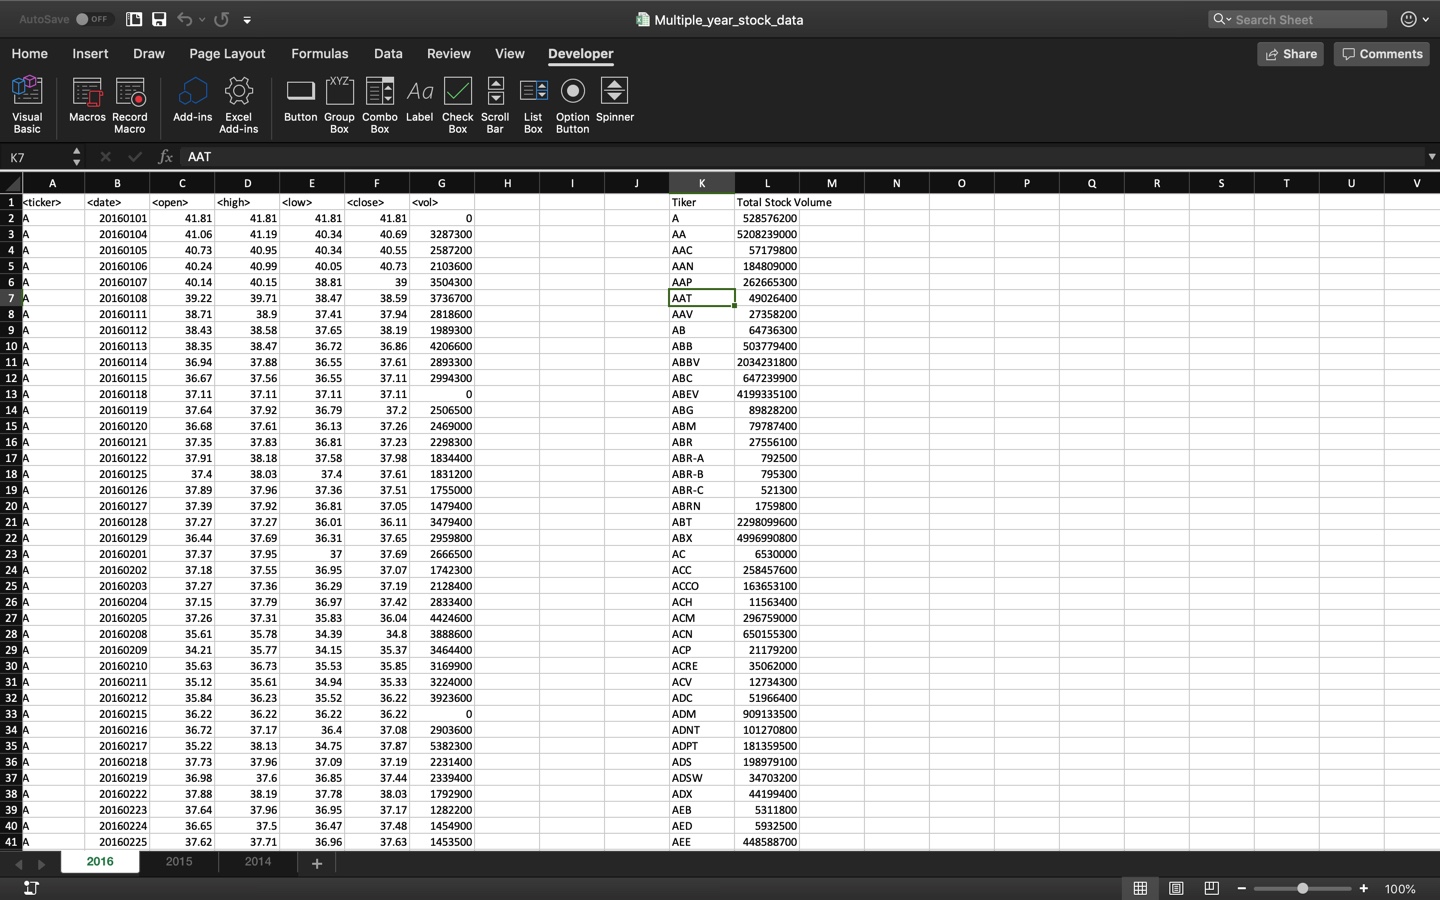 AutoSave OFF Multiple_year_stock_data Search Sheet
Home Insert Draw Page Layout Formulas Data Review View Developer Share Comments
Visual Basic Macros Record Macro Add-ins Excel Add-ins XYZ Button Group Box Combo Box Aa Label Check Box Scroll Bar List Box Option Button Spinner
K7 fx AAT
A B C D E F G H I J K L M N O P Q R S T U V
1 <ticker> <date> <open> <high> <low> <close> <vol> Tiker Total Stock Volume
2 A 20160101 41.81 41.81 41.81 41.81 0 A 528576200
3 A 20160104 41.06 41.19 40.34 40.69 3287300 AA 5208239000
4 A 20160105 40.73 40.95 40.34 40.55 2587200 AAC 57179800
5 A 20160106 40.24 40.99 40.05 40.73 2103600 AAN 184809000
6 A 20160107 40.14 40.15 38.81 39 3504300 AAP 262665300
7 A 20160108 39.22 39.71 38.47 38.59 3736700 AAT 49026400
8 A 20160111 38.71 38.9 37.41 37.94 2818600 AAV 27358200
9 A 20160112 38.43 38.58 37.65 38.19 1989300 AB 64736300
10 A 20160113 38.35 38.47 36.72 36.86 4206600 ABB 503779400
11 A 20160114 36.94 37.88 36.55 37.61 2893300 ABBV 2034231800
12 A 20160115 36.67 37.56 36.55 37.11 2994300 ABC 647239900
13 A 20160118 37.11 37.11 37.11 37.11 0 ABEV 4199335100
14 A 20160119 37.64 37.92 36.79 37.2 2506500 ABG 89828200
15 A 20160120 36.68 37.61 36.13 37.26 2469000 ABM 79787400
16 A 20160121 37.35 37.83 36.81 37.23 2298300 ABR 27556100
17 A 20160122 37.91 38.18 37.58 37.98 1834400 ABR-A 792500
18 A 20160125 37.4 38.03 37.4 37.61 1831200 ABR-B 795300
19 A 20160126 37.89 37.96 37.36 37.51 1755000 ABR-C 521300
20 A 20160127 37.39 37.92 36.81 37.05 1479400 ABRN 1759800
21 A 20160128 37.27 37.27 36.01 36.11 3479400 ABT 2298099600
22 A 20160129 36.44 37.69 36.31 37.65 2959800 ABX 4996990800
23 A 20160201 37.37 37.95 37 37.69 2666500 AC 6530000
24 A 20160202 37.18 37.55 36.95 37.07 1742300 ACC 258457600
25 A 20160203 37.27 37.36 36.29 37.19 2128400 ACCO 163653100
26 A 20160204 37.15 37.79 36.97 37.42 2833400 ACH 11563400
27 A 20160205 37.26 37.31 35.83 36.04 4424600 ACM 296759000
28 A 20160208 35.61 35.78 34.39 34.8 3888600 ACN 650155300
29 A 20160209 34.21 35.77 34.15 35.37 3464400 ACP 21179200
30 A 20160210 35.63 36.73 35.53 35.85 3169900 ACRE 35062000
31 A 20160211 35.12 35.61 34.94 35.33 3224000 ACV 12734300
32 A 20160212 35.84 36.23 35.52 36.22 3923600 ADC 51966400
33 A 20160215 36.22 36.22 36.22 36.22 0 ADM 909133500
34 A 20160216 36.72 37.17 36.4 37.08 2903600 ADNT 101270800
35 A 20160217 35.22 38.13 34.75 37.87 5382300 ADPT 181359500
36 A 20160218 37.73 37.96 37.09 37.19 2231400 ADS 198979100
37 A 20160219 36.98 37.6 36.85 37.44 2339400 ADSW 34703200
38 A 20160222 37.88 38.19 37.78 38.03 1792900 ADX 44199400
39 A 20160223 37.64 37.96 36.95 37.17 1282200 AEB 5311800
40 A 20160224 36.65 37.5 36.47 37.48 1454900 AED 5932500
41 A 20160225 37.62 37.71 36.96 37.63 1453500 AEE 448588700
2016 2015 2014 +
100%